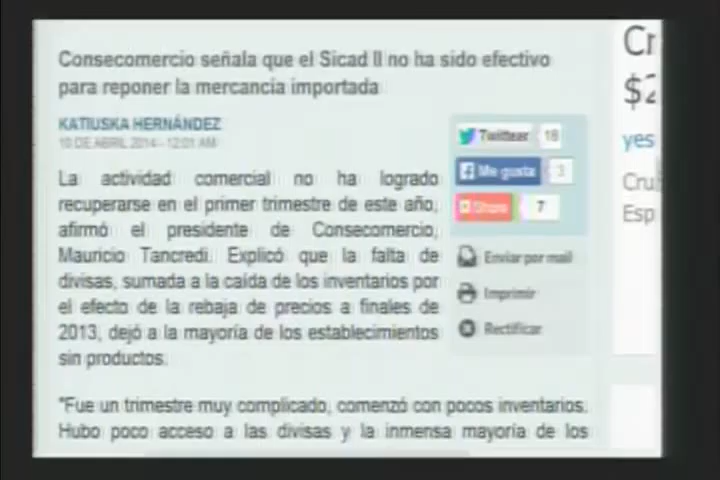 Consecomercio señala que el Sicad II no ha sido efectivo
para reponer la mercancía importada
KATIUSKA HERNÁNDEZ
10 DE ABRIL 2014 - 12:01 AM
La actividad comercial no ha logrado
recuperarse en el primer trimestre de este año,
afirmó el presidente de Consecomercio,
Mauricio Tancredi. Explicó que la falta de
divisas, sumada a la caída de los inventarios por
el efecto de la rebaja de precios a finales de
2013, dejó a la mayoría de los establecimientos
sin productos.
"Fue un trimestre muy complicado, comenzó con pocos inventarios.
Hubo poco acceso a las divisas y la inmensa mayoría de los
Twittear 18
Me gusta 3
Share 7
Enviar por mail
Imprimir
Rectificar
$2
yes
Esp